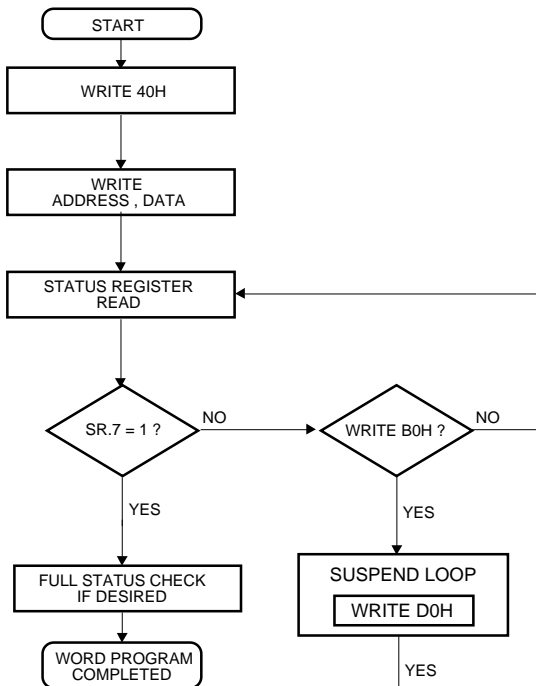 START
WRITE 40H
WRITE
ADDRESS , DATA
STATUS REGISTER
READ
SR.7 = 1 ?
NO
WRITE B0H ?
NO
YES
YES
FULL STATUS CHECK
IF DESIRED
SUSPEND LOOP
WRITE D0H
WORD PROGRAM
COMPLETED
YES